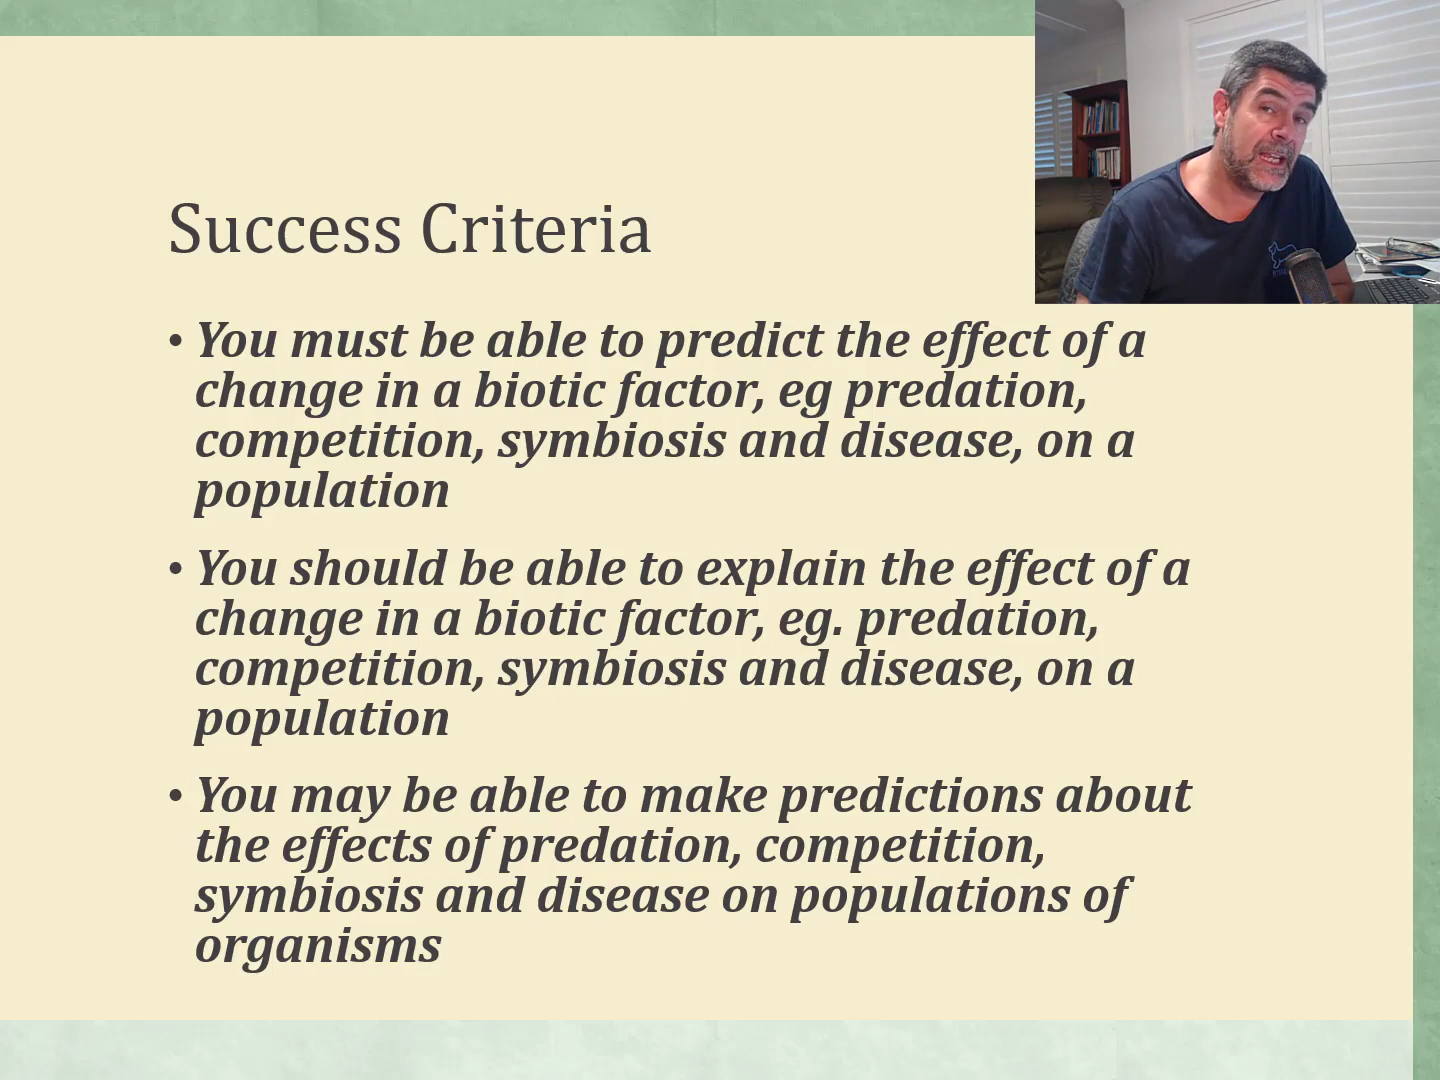 Success Criteria
• You must be able to predict the effect of a
change in a biotic factor, eg predation,
competition, symbiosis and disease, on a
population
• You should be able to explain the effect of a
change in a biotic factor, eg. predation,
competition, symbiosis and disease, on a
population
• You may be able to make predictions about
the effects of predation, competition,
symbiosis and disease on populations of
organisms